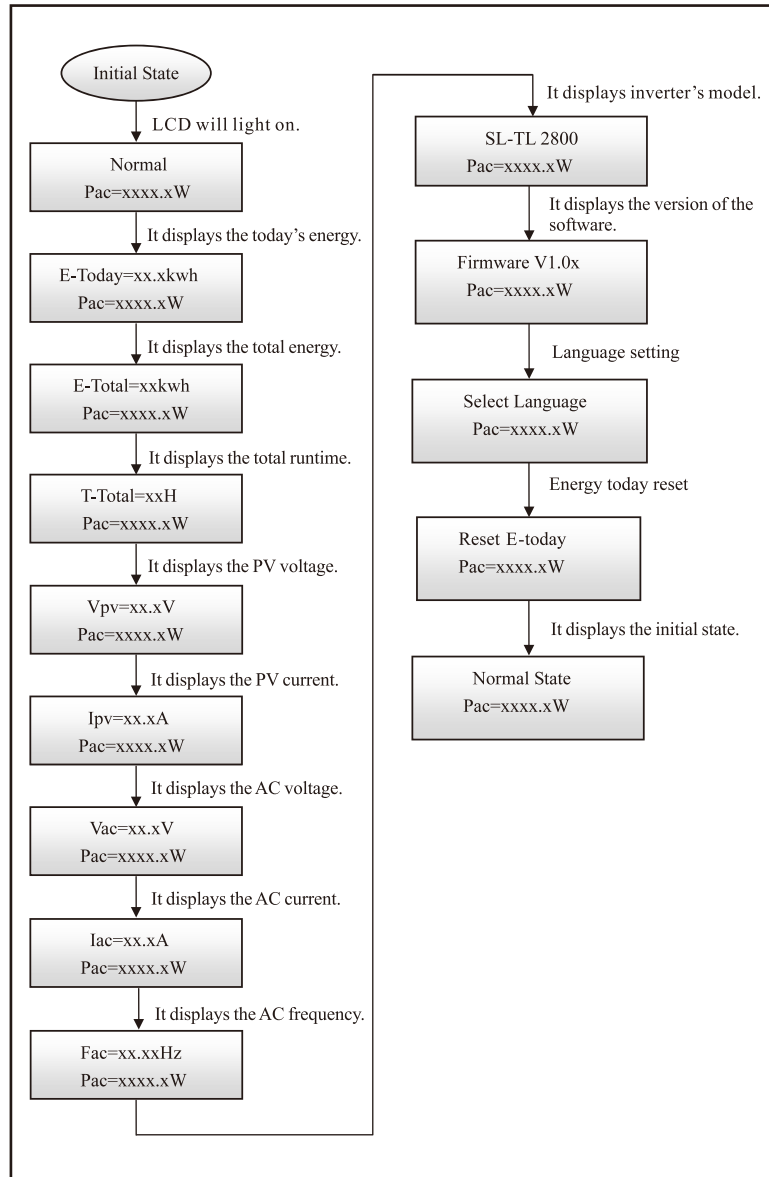 Initial State
LCD will light on.
Normal
Pac=xxxx.xW
It displays the today's energy.
E-Today=xx.xkwh
Pac=xxxx.xW
It displays the total energy.
E-Total=xxkwh
Pac=xxxx.xW
It displays the total runtime.
T-Total=xxH
Pac=xxxx.xW
It displays the PV voltage.
Vpv=xx.xV
Pac=xxxx.xW
It displays the PV current.
Ipv=xx.xA
Pac=xxxx.xW
It displays the AC voltage.
Vac=xx.xV
Pac=xxxx.xW
It displays the AC current.
Iac=xx.xA
Pac=xxxx.xW
It displays the AC frequency.
Fac=xx.xxHz
Pac=xxxx.xW
It displays inverter's model.
SL-TL 2800
Pac=xxxx.xW
It displays the version of the
software.
Firmware V1.0x
Pac=xxxx.xW
Language setting
Select Language
Pac=xxxx.xW
Energy today reset
Reset E-today
Pac=xxxx.xW
It displays the initial state.
Normal State
Pac=xxxx.xW